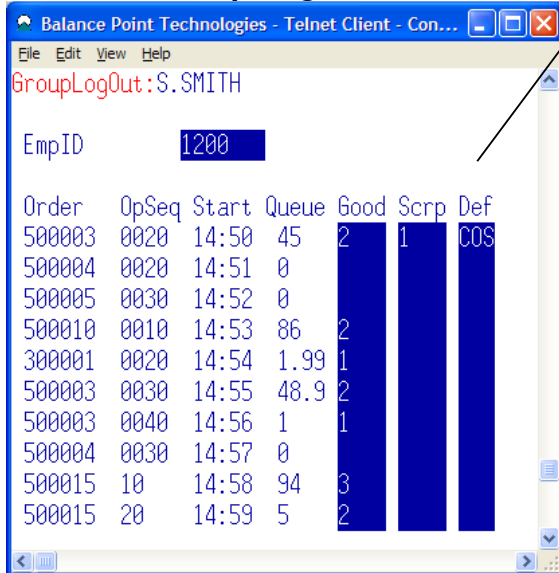 Balance Point Technologies - Telnet Client - Con...
File Edit View Help
GroupLogOut:S.SMITH
EmpID 1200
Order OpSeq Start Queue Good Scrp Def
500003 0020 14:50 45 2 1 COS
500004 0020 14:51 0
500005 0030 14:52 0
500010 0010 14:53 86 2
300001 0020 14:54 1.99 1
500003 0030 14:55 48.9 2
500003 0040 14:56 1 1
500004 0030 14:57 0
500015 10 14:58 94 3
500015 20 14:59 5 2